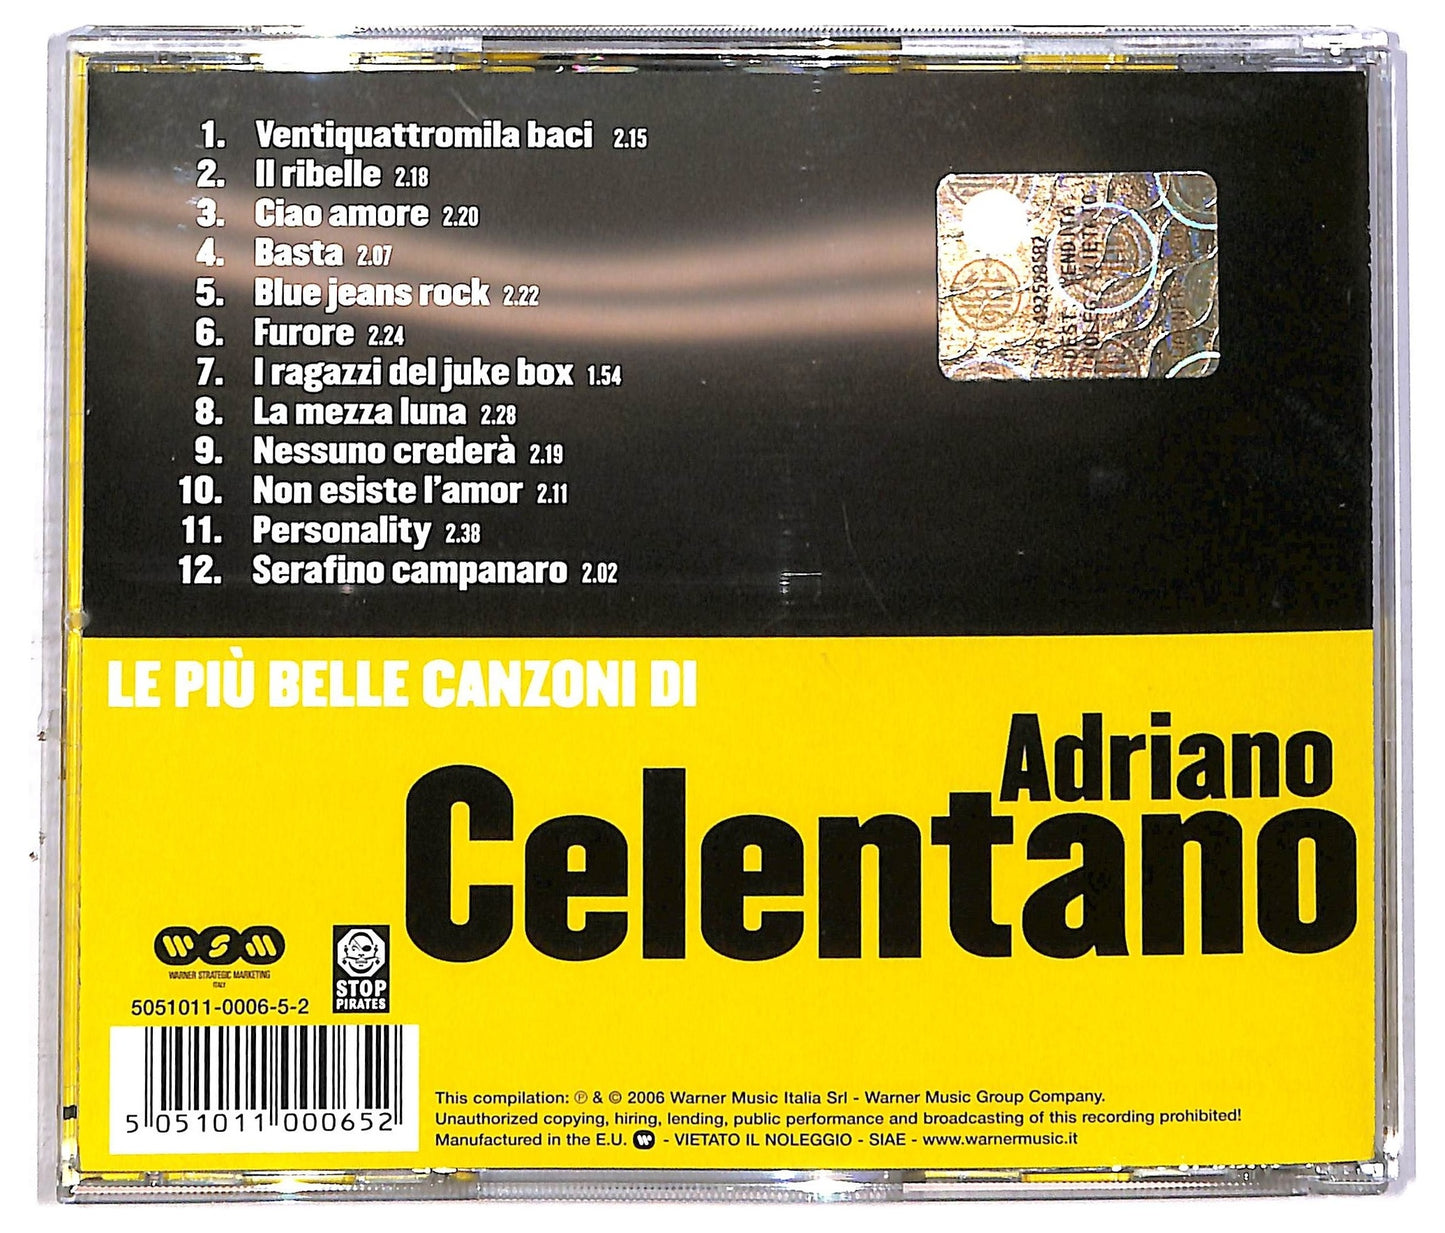 1. Ventiquattromila baci 2.15
2. Il ribelle 2.18
3. Ciao amore 2.20
4. Basta 2.07
5. Blue jeans rock 2.22
6. Furore 2.24
7. I ragazzi del juke box 1.54
8. La mezza luna 2.28
9. Nessuno crederà 2.19
10. Non esiste l'amor 2.11
11. Personality 2.38
12. Serafino campanaro 2.02
LE PIÙ BELLE CANZONI DI
Adriano
Celentano
WSM
WARNER STRATEGIC MARKETING
ITALY
STOP
PIRATES
5051011-0006-5-2
5 051011 000652
This compilation: ℗ & © 2006 Warner Music Italia Srl - Warner Music Group Company.
Unauthorized copying, hiring, lending, public performance and broadcasting of this recording prohibited!
Manufactured in the E.U. - VIETATO IL NOLEGGIO - SIAE - www.warnermusic.it